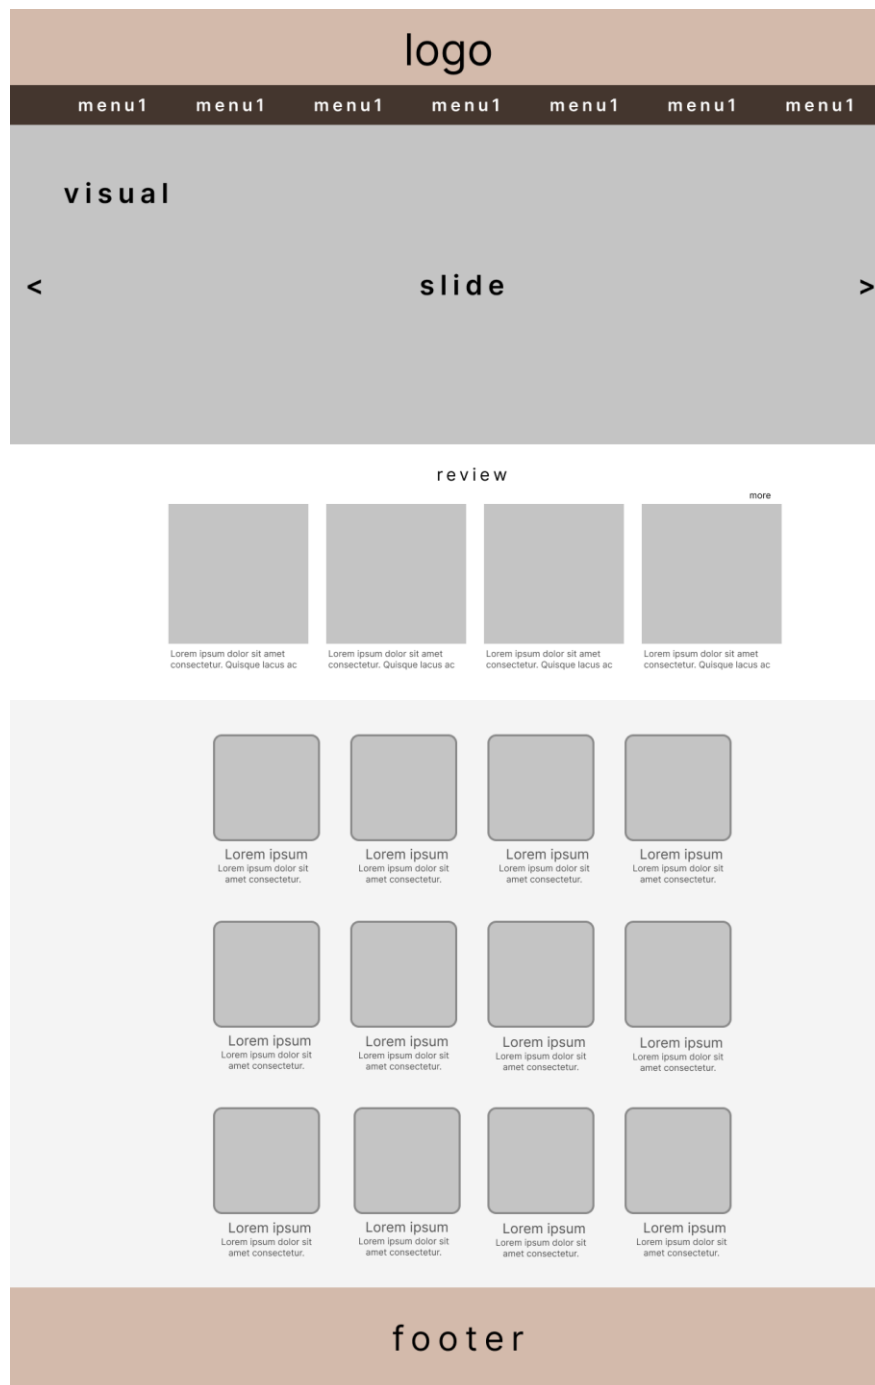 logo
menu1 menu1 menu1 menu1 menu1 menu1 menu1
visual
< slide >
review
more
Lorem ipsum dolor sit amet
consectetur. Quisque lacus ac
Lorem ipsum dolor sit amet
consectetur. Quisque lacus ac
Lorem ipsum dolor sit amet
consectetur. Quisque lacus ac
Lorem ipsum dolor sit amet
consectetur. Quisque lacus ac
Lorem ipsum
Lorem ipsum dolor sit
amet consectetur.
Lorem ipsum
Lorem ipsum dolor sit
amet consectetur.
Lorem ipsum
Lorem ipsum dolor sit
amet consectetur.
Lorem ipsum
Lorem ipsum dolor sit
amet consectetur.
Lorem ipsum
Lorem ipsum dolor sit
amet consectetur.
Lorem ipsum
Lorem ipsum dolor sit
amet consectetur.
Lorem ipsum
Lorem ipsum dolor sit
amet consectetur.
Lorem ipsum
Lorem ipsum dolor sit
amet consectetur.
Lorem ipsum
Lorem ipsum dolor sit
amet consectetur.
Lorem ipsum
Lorem ipsum dolor sit
amet consectetur.
Lorem ipsum
Lorem ipsum dolor sit
amet consectetur.
Lorem ipsum
Lorem ipsum dolor sit
amet consectetur.
footer